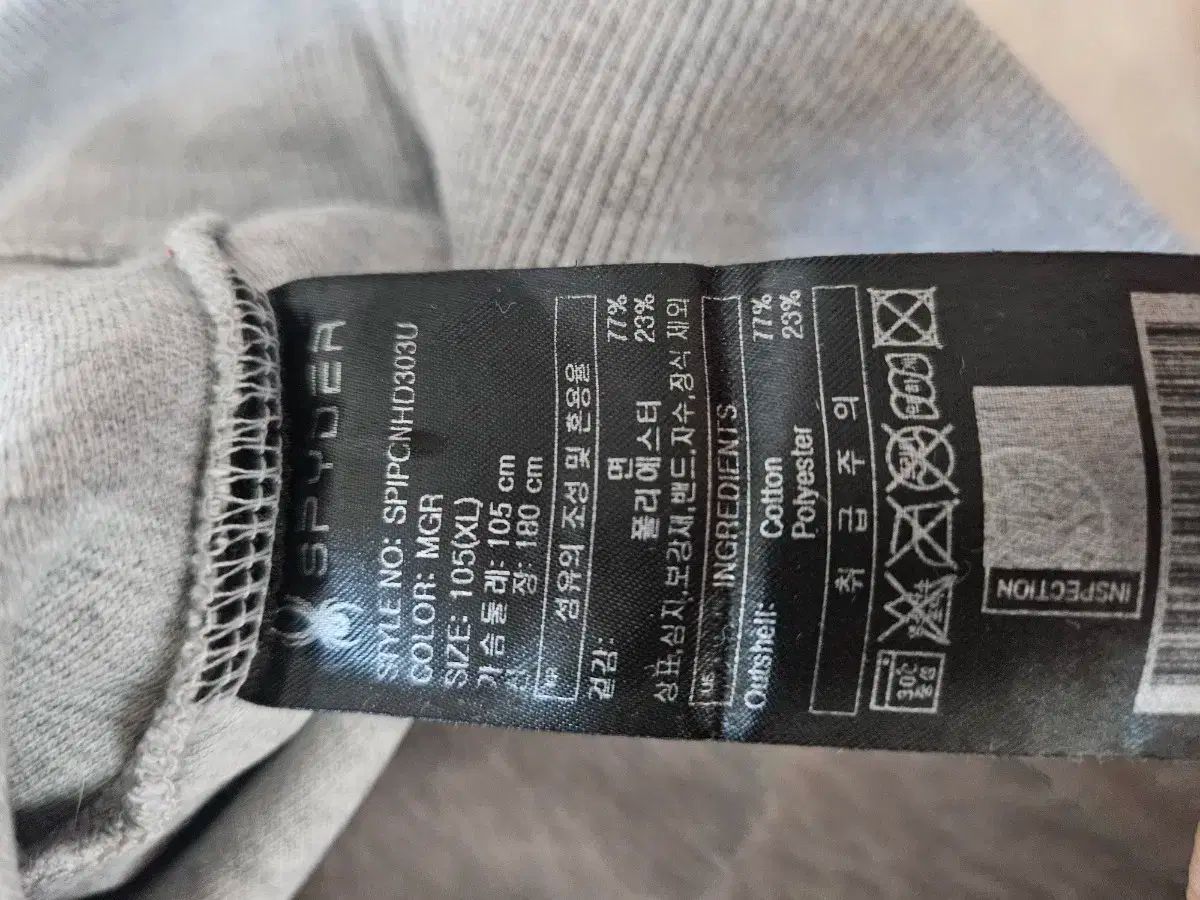 SPYDER
STYLE NO: SPIPCNHD303U
COLOR: MGR
SIZE: 105(XL)
가슴둘레: 105 cm
신 장: 180 cm
섬유의 조성 및 혼용율
겉감: 면 77%
폴리에스터 23%
상표,심지,보강재,밴드,자수,장식 제외
US INGREDIENTS
Outshell: Cotton 77%
Polyester 23%
취 급 주 의
30℃
중성
INSPECTION